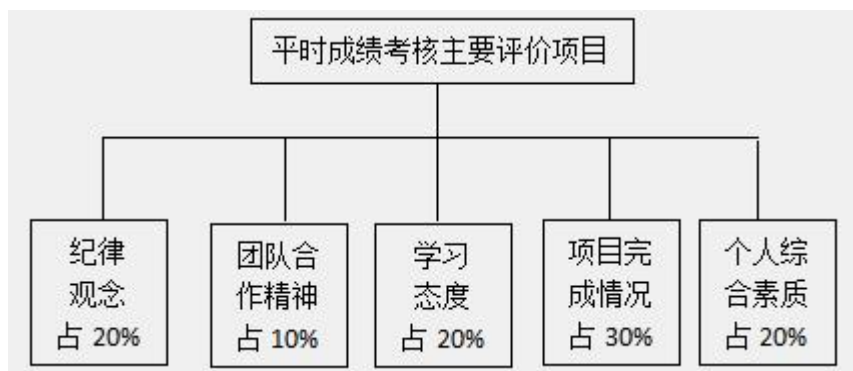 平时成绩考核主要评价项目
纪律
观念
占 20%
团队合
作精神
占 10%
学习
态度
占 20%
项目完
成情况
占 30%
个人综
合素质
占 20%